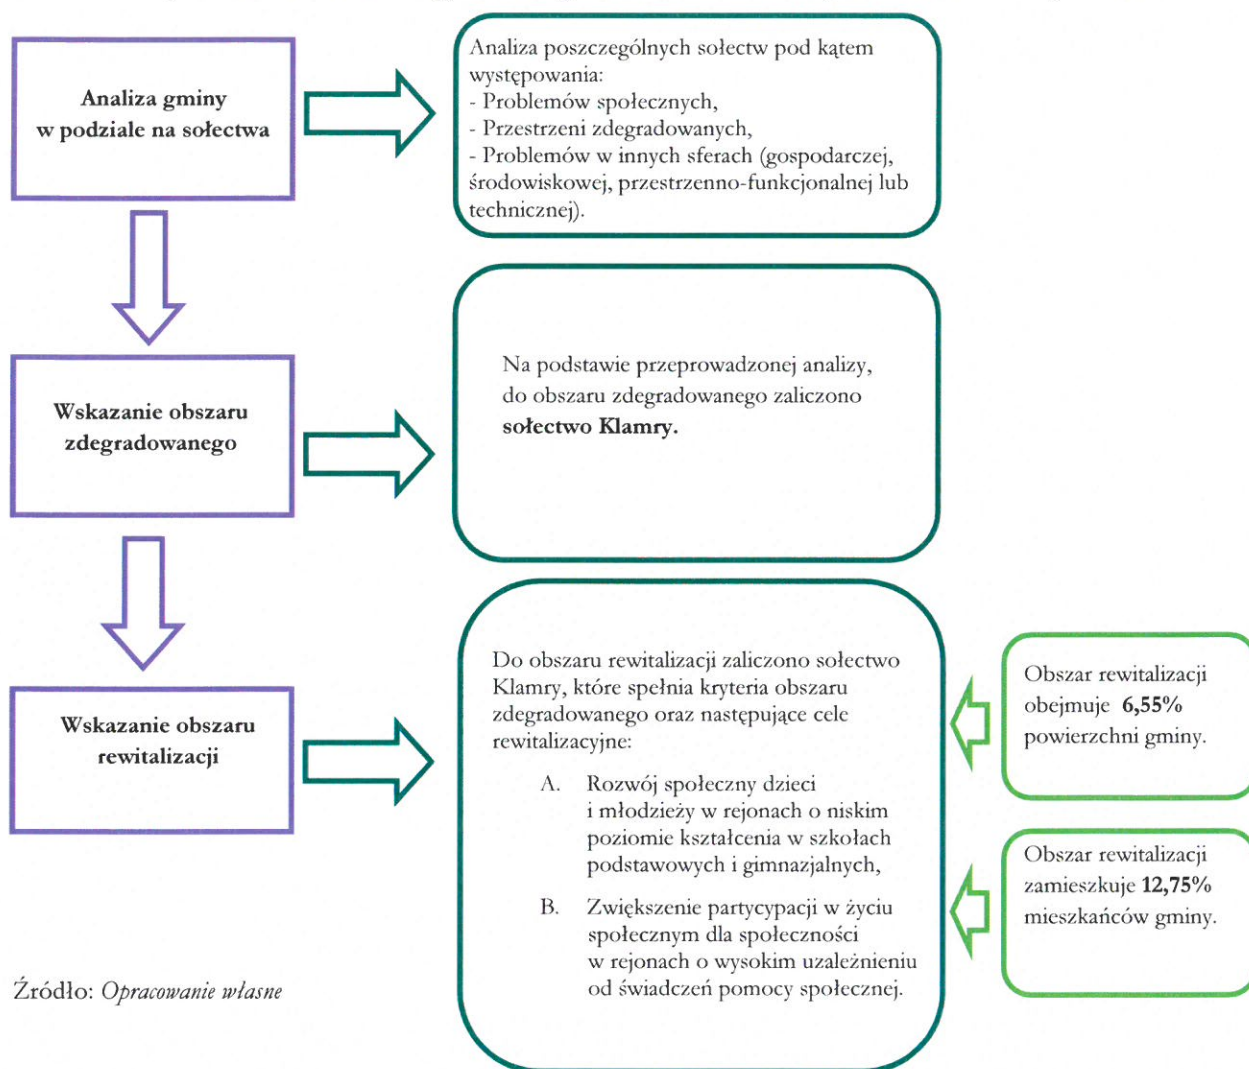 Analiza gminy
w podziale na sołectwa
Analiza poszczególnych sołectw pod kątem
występowania:
- Problemów społecznych,
- Przestrzeni zdegradowanych,
- Problemów w innych sferach (gospodarczej,
środowiskowej, przestrzenno-funkcjonalnej lub
technicznej).
Wskazanie obszaru
zdegradowanego
Na podstawie przeprowadzonej analizy,
do obszaru zdegradowanego zaliczono
sołectwo Klamry.
Wskazanie obszaru
rewitalizacji
Do obszaru rewitalizacji zaliczono sołectwo
Klamry, które spełnia kryteria obszaru
zdegradowanego oraz następujące cele
rewitalizacyjne:
A. Rozwój społeczny dzieci
i młodzieży w rejonach o niskim
poziomie kształcenia w szkołach
podstawowych i gimnazjalnych,
B. Zwiększenie partycypacji w życiu
społecznym dla społeczności
w rejonach o wysokim uzależnieniu
od świadczeń pomocy społecznej.
Obszar rewitalizacji
obejmuje 6,55%
powierzchni gminy.
Obszar rewitalizacji
zamieszkuje 12,75%
mieszkańców gminy.
Źródło: Opracowanie własne